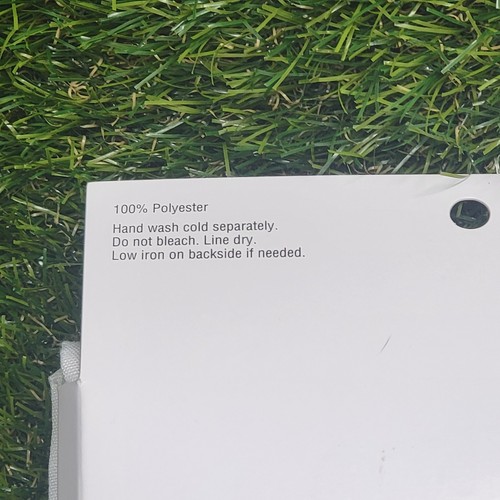 100% Polyester
Hand wash cold separately.
Do not bleach. Line dry.
Low iron on backside if needed.